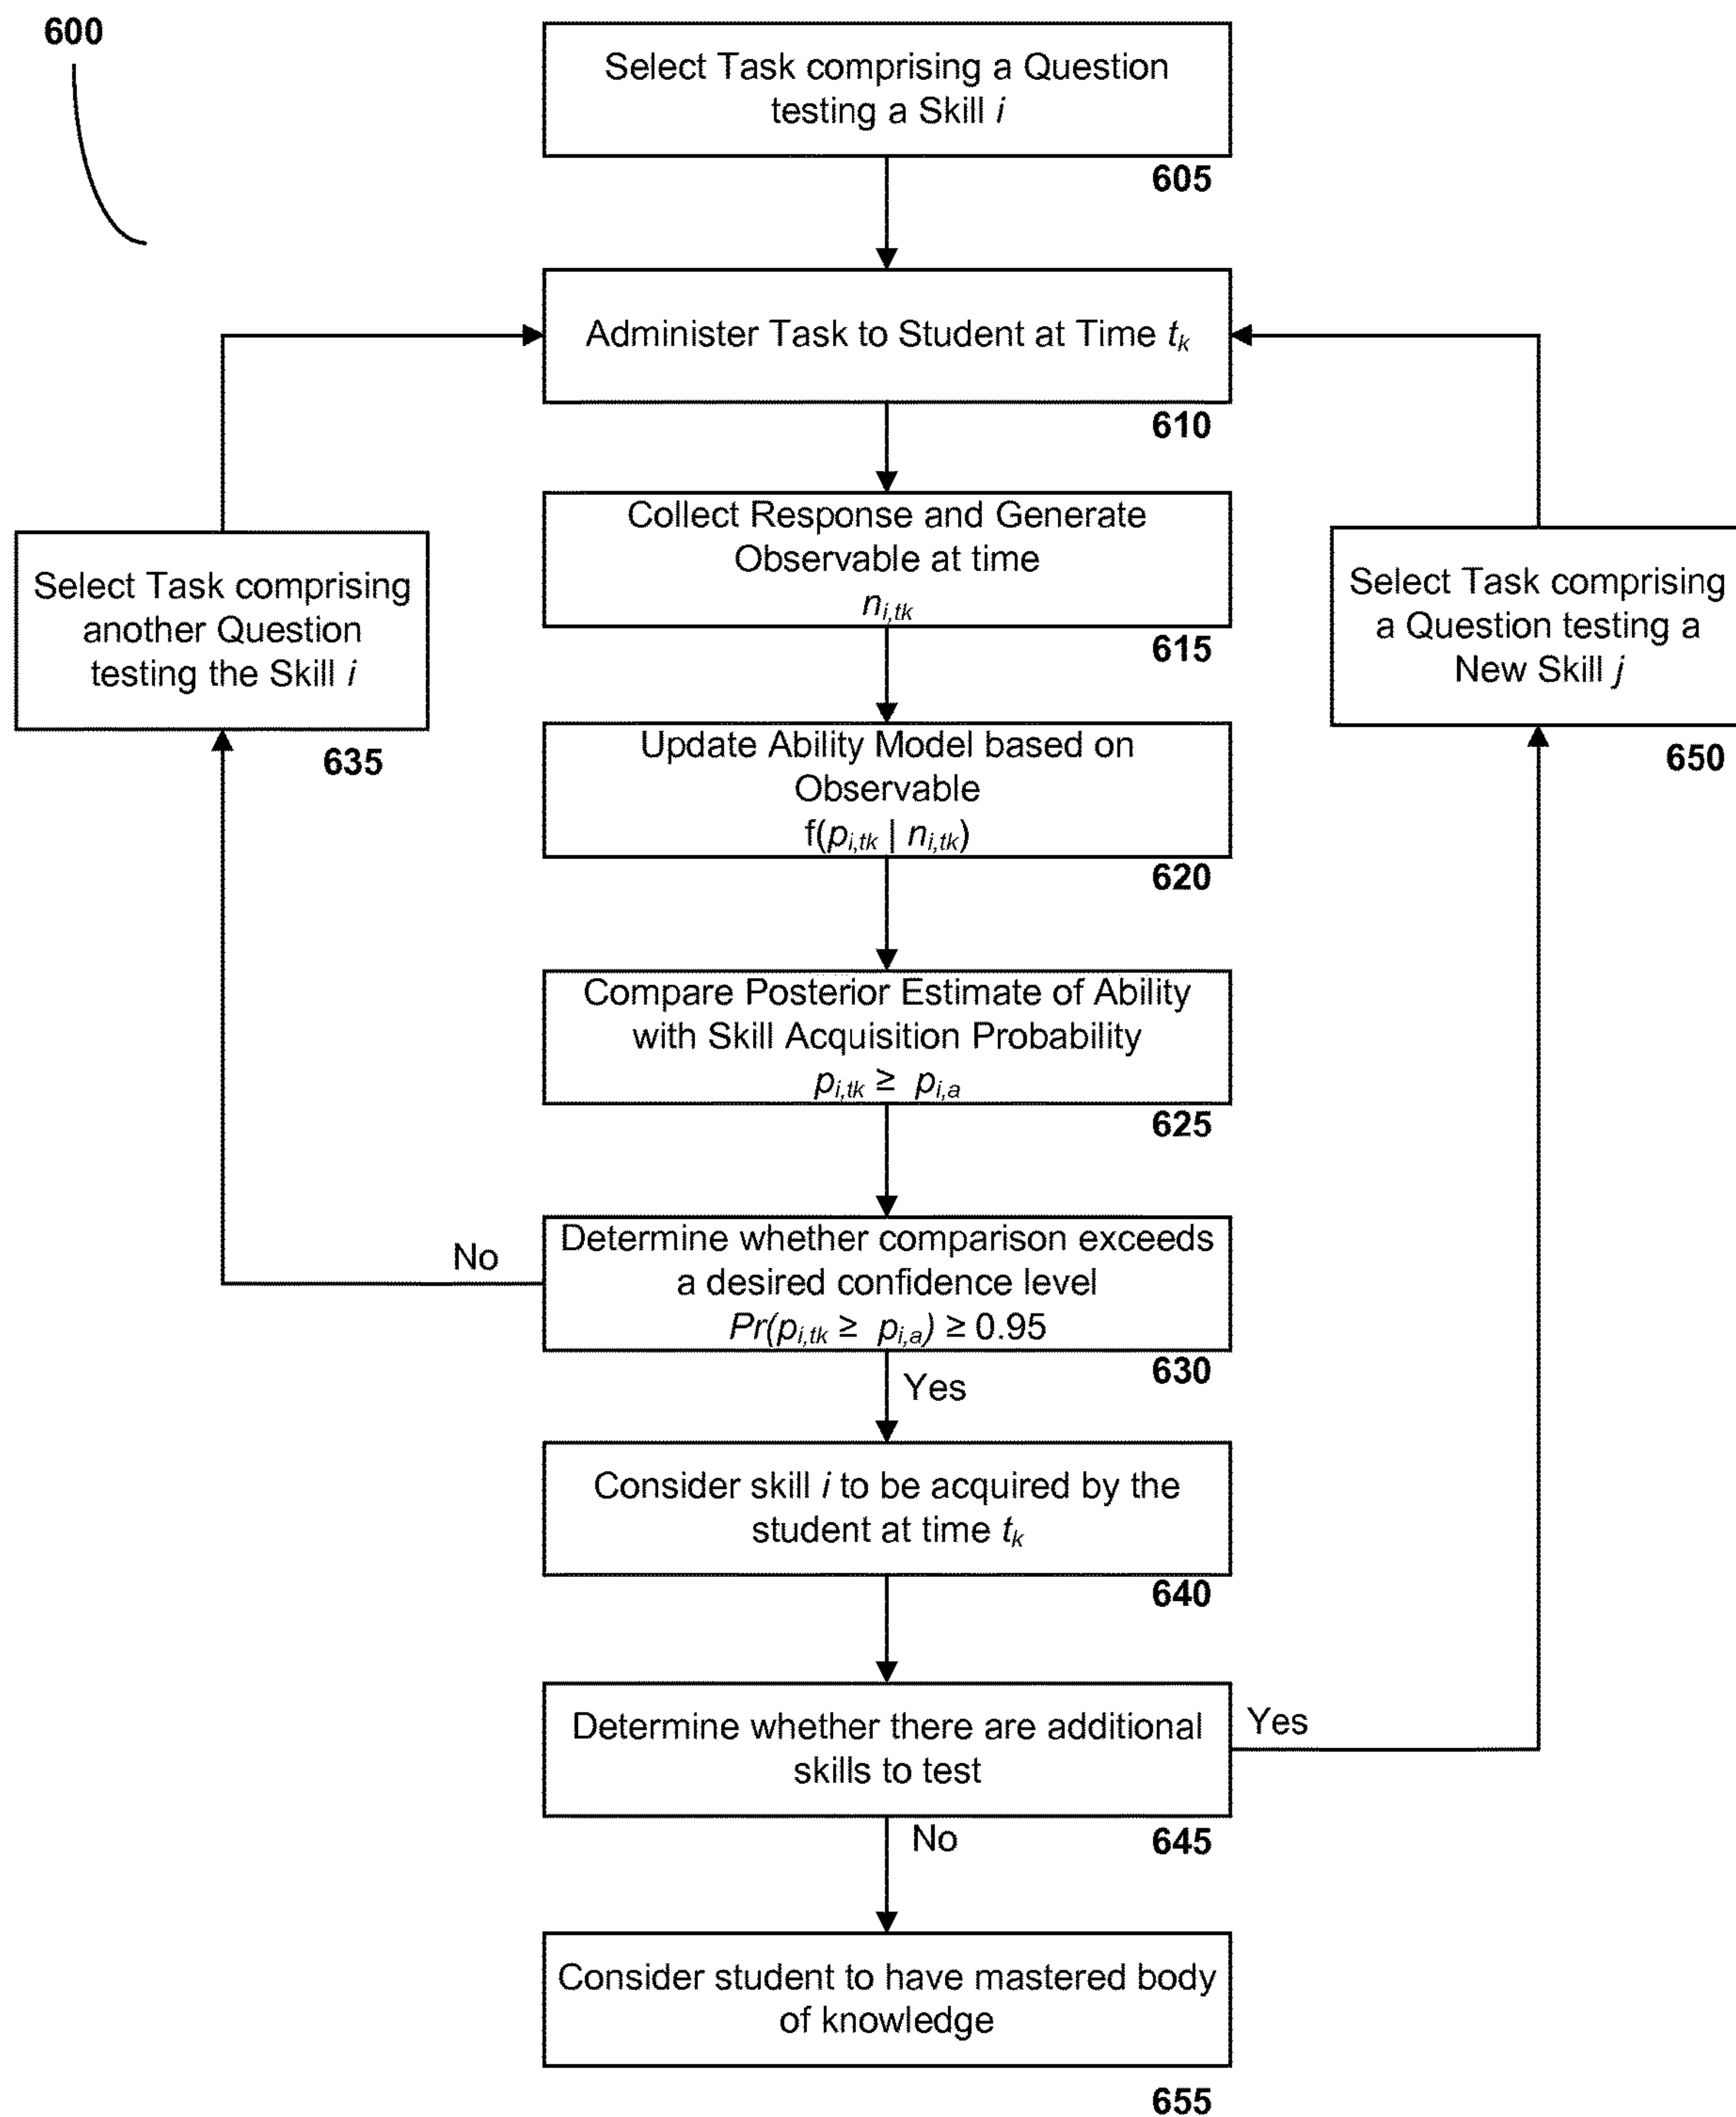 600
Select Task comprising a Question
testing a Skill i
605
Administer Task to Student at Time tk
610
Collect Response and Generate
Observable at time
ni,tk
615
Select Task comprising
another Question
testing the Skill i
635
Select Task comprising
a Question testing a
New Skill j
650
Update Ability Model based on
Observable
f(pi,tk | ni,tk)
620
Compare Posterior Estimate of Ability
with Skill Acquisition Probability
pi,tk ≥ pi,a
625
No
Determine whether comparison exceeds
a desired confidence level
Pr(pi,tk ≥ pi,a) ≥ 0.95
630
Yes
Consider skill i to be acquired by the
student at time tk
640
Determine whether there are additional
skills to test
Yes
645
No
Consider student to have mastered body
of knowledge
655